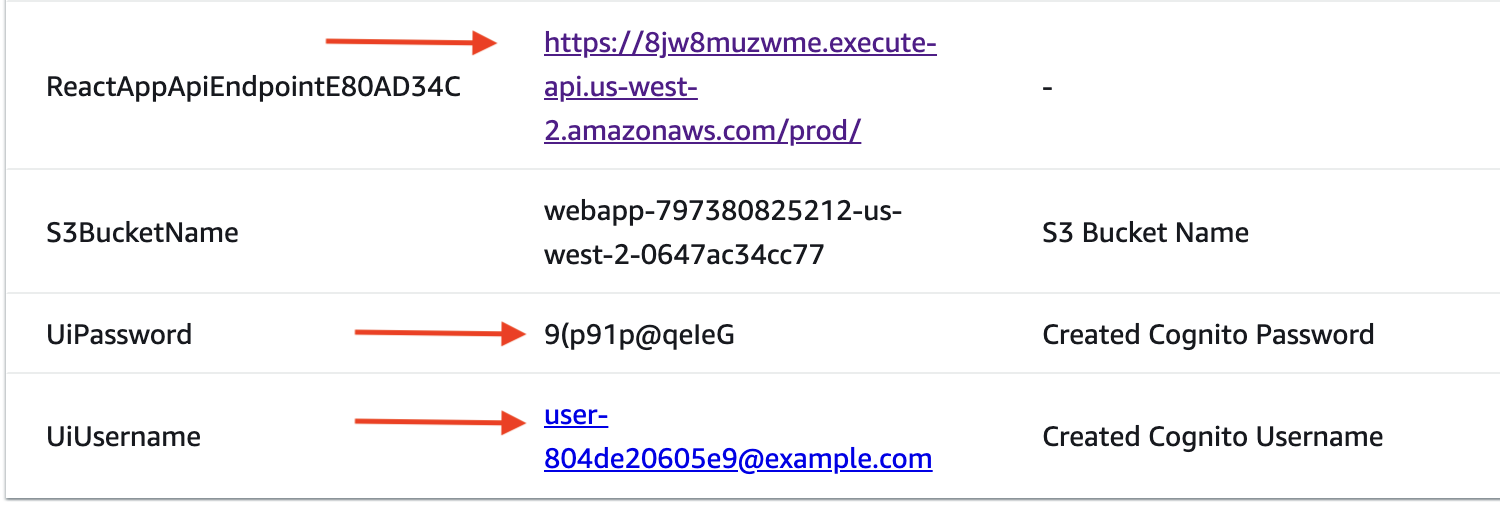 https://8jw8muzwme.execute-
ReactAppApiEndpointE80AD34C
api.us-west-
-
2.amazonaws.com/prod/
webapp-797380825212-us-
S3BucketName
west-2-0647ac34cc77
S3 Bucket Name
UiPassword
9(p91p@qeIeG
Created Cognito Password
user-
UiUsername
804de20605e9@example.com
Created Cognito Username